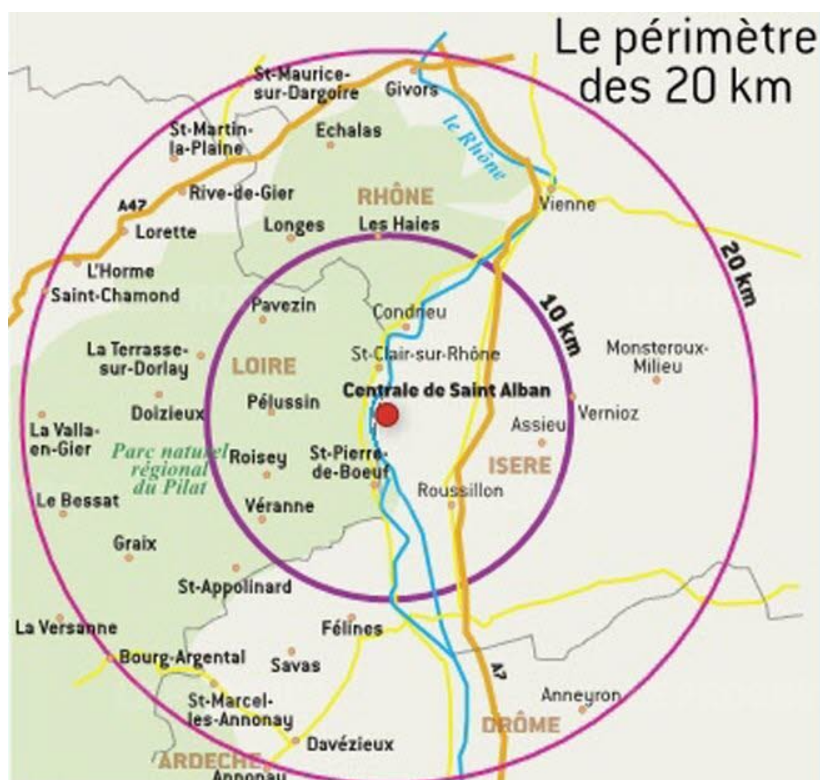 Le périmètre
des 20 km
St-Maurice-
sur-Dargoire
Givors
le Rhône
St-Martin-
la-Plaine
Echalas
A47
Rive-de-Gier
RHÔNE
Vienne
Lorette
Longes
Les Haies
L'Horme
Saint-Chamond
20 km
Pavezin
Condrieu
10 km
La Terrasse-
sur-Dorlay
LOIRE
St-Clair-sur-Rhône
Monsteroux-
Milieu
Centrale de Saint Alban
Doizieux
Pélussin
Vernioz
La Valla-
en-Gier
Assieu
Parc naturel
régional
du Pilat
Roisey
St-Pierre-
de-Boeuf
ISERE
Le Bessat
Véranne
Roussillon
Graix
St-Appolinard
La Versanne
Félines
Bourg-Argental
Savas
A7
St-Marcel-
les-Annonay
Anneyron
DRÔME
Davézieux
ARDECHE
Annonay